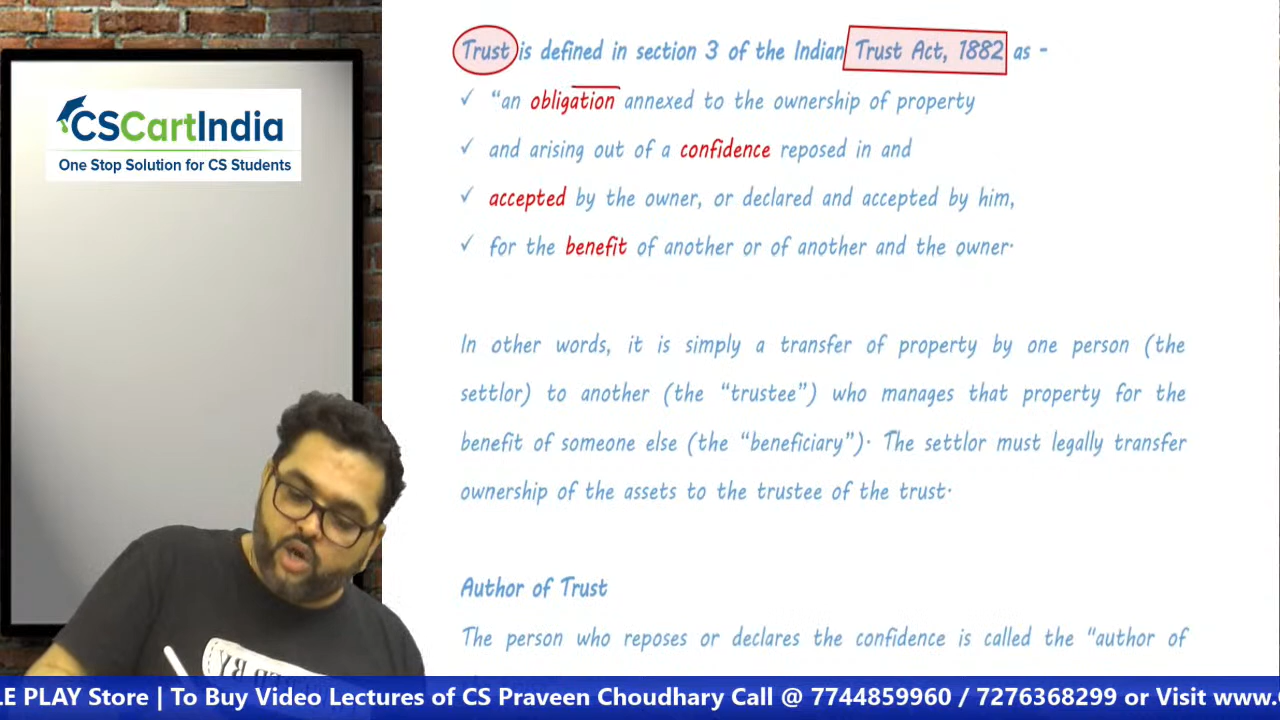 CSCartIndia
One Stop Solution for CS Students
Trust is defined in section 3 of the Indian Trust Act, 1882 as -
✓ “an obligation annexed to the ownership of property
✓ and arising out of a confidence reposed in and
✓ accepted by the owner, or declared and accepted by him,
✓ for the benefit of another or of another and the owner·
In other words, it is simply a transfer of property by one person (the
settlor) to another (the “trustee”) who manages that property for the
benefit of someone else (the “beneficiary”)· The settlor must legally transfer
ownership of the assets to the trustee of the trust·
Author of Trust
The person who reposes or declares the confidence is called the “author of
LE PLAY Store | To Buy Video Lectures of CS Praveen Choudhary Call @ 7744859960 / 7276368299 or Visit www.